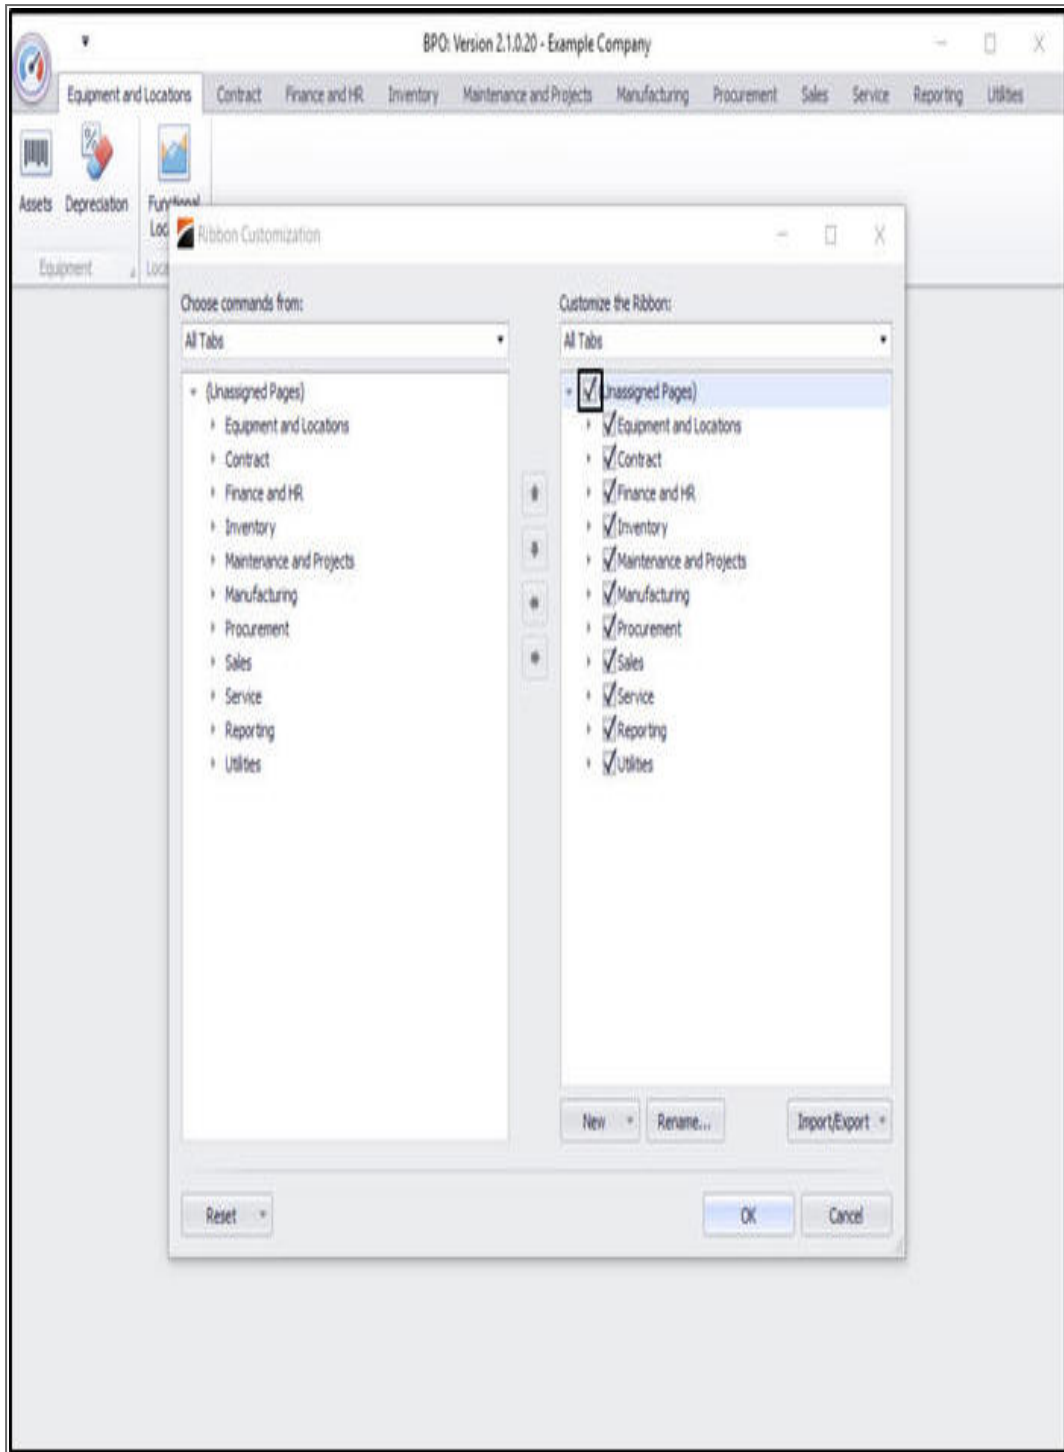 BPO: Version 2.1.0.20 - Example Company
Equipment and Locations Contract Finance and HR Inventory Maintenance and Projects Manufacturing Procurement Sales Service Reporting Utilities
Assets Depreciation Functional
Loc
Equipment Loca
Ribbon Customization
Choose commands from: Customize the Ribbon:
All Tabs All Tabs
(Unassigned Pages) (Unassigned Pages)
Equipment and Locations Equipment and Locations
Contract Contract
Finance and HR Finance and HR
Inventory Inventory
Maintenance and Projects Maintenance and Projects
Manufacturing Manufacturing
Procurement Procurement
Sales Sales
Service Service
Reporting Reporting
Utilities Utilities
New Rename... Import/Export
Reset OK Cancel